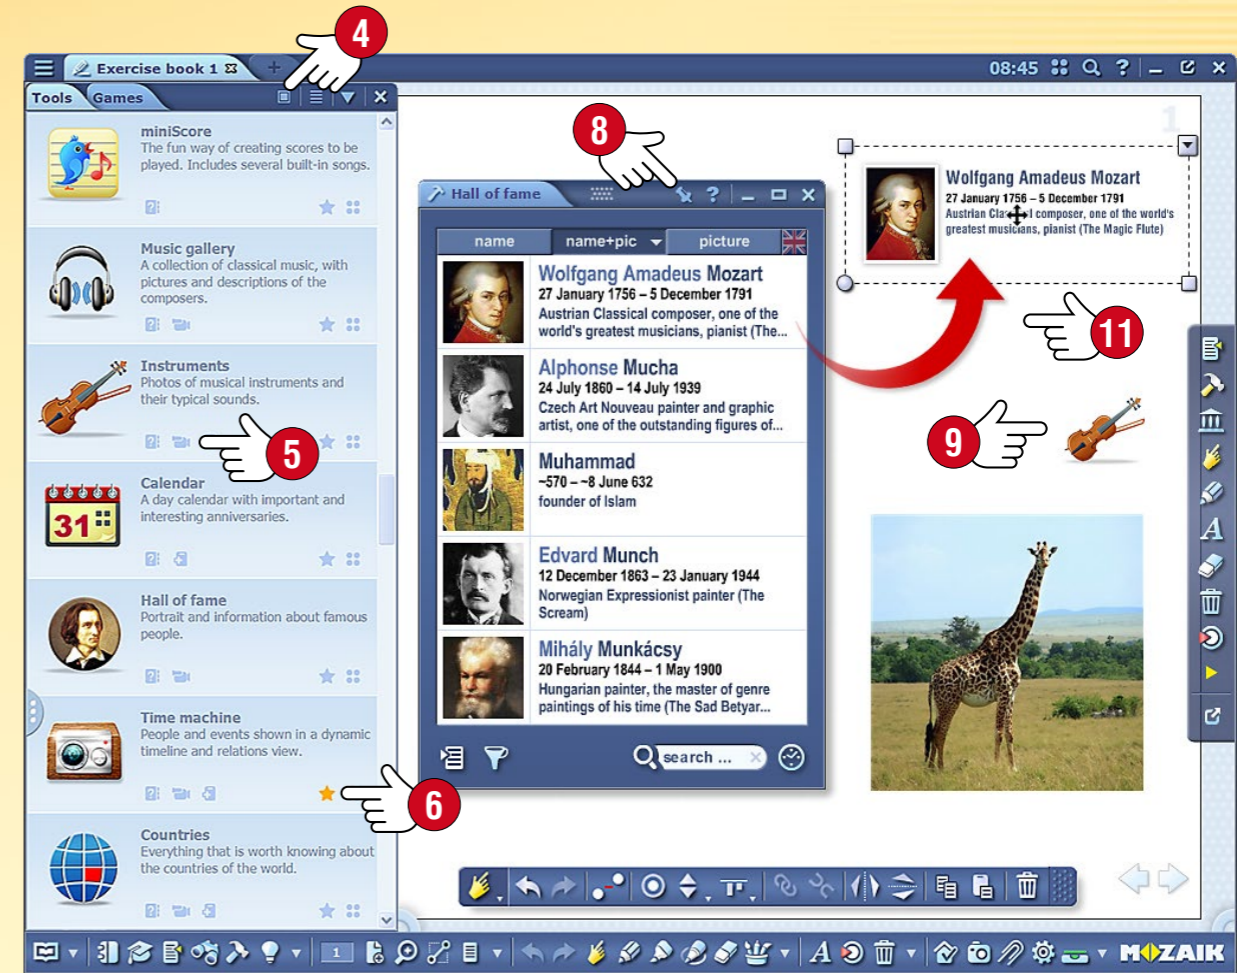 4
Exercise book 1
08:45
Tools
Games
miniScore
The fun way of creating scores to be
played. Includes several built-in songs.
Music gallery
A collection of classical music, with
pictures and descriptions of the
composers.
Instruments
Photos of musical instruments and
their typical sounds.
5
Calendar
A day calendar with important and
interesting anniversaries.
31
Hall of fame
Portrait and information about famous
people.
Time machine
People and events shown in a dynamic
timeline and relations view.
6
Countries
Everything that is worth knowing about
the countries of the world.
8
Hall of fame
name
name+pic
picture
Wolfgang Amadeus Mozart
27 January 1756 – 5 December 1791
Austrian Classical composer, one of the
world's greatest musicians, pianist (The...
Alphonse Mucha
24 July 1860 – 14 July 1939
Czech Art Nouveau painter and graphic
artist, one of the outstanding figures of...
Muhammad
~570 – ~8 June 632
founder of Islam
Edvard Munch
12 December 1863 – 23 January 1944
Norwegian Expressionist painter (The
Scream)
Mihály Munkácsy
20 February 1844 – 1 May 1900
Hungarian painter, the master of genre
paintings of his time (The Sad Betyar...
search ...
1
Wolfgang Amadeus Mozart
27 January 1756 – 5 December 1791
Austrian composer, one of the world's
greatest musicians, pianist (The Magic Flute)
11
9
A
1
A
MOZAIK